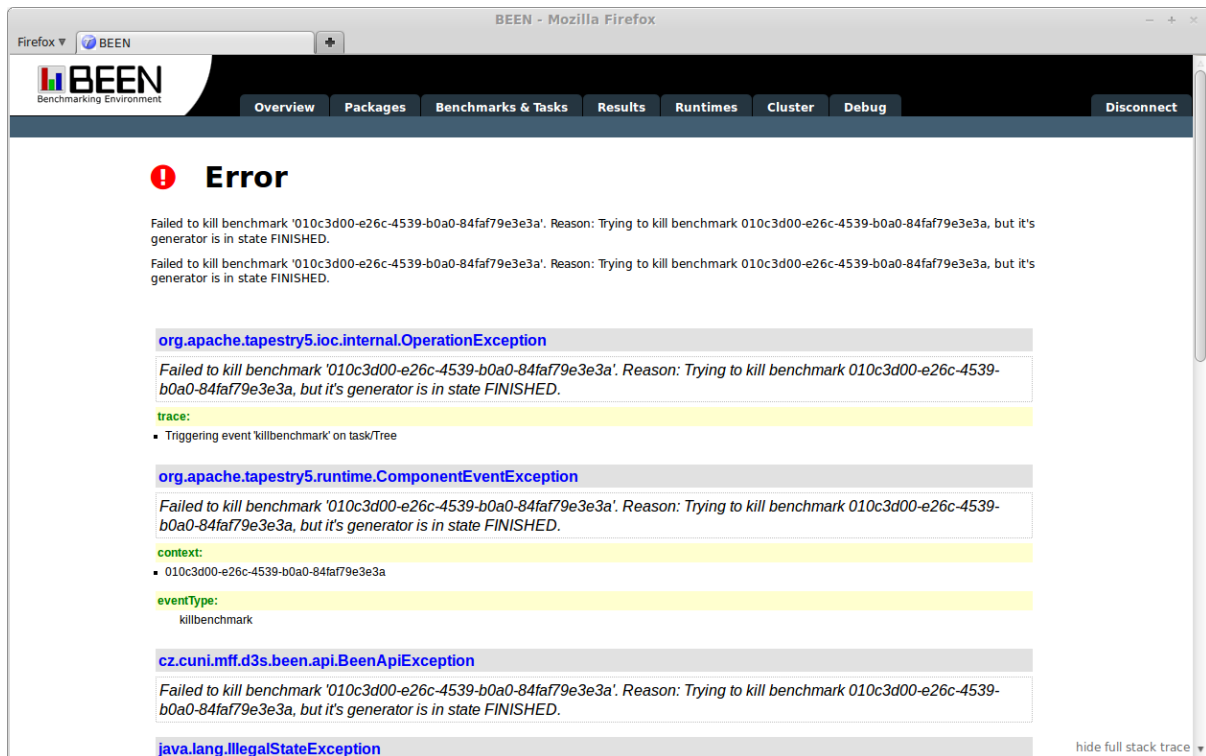 BEEN - Mozilla Firefox
Firefox
BEEN
BEEN
Benchmarking Environment
Overview Packages Benchmarks & Tasks Results Runtimes Cluster Debug Disconnect
Error
Failed to kill benchmark '010c3d00-e26c-4539-b0a0-84faf79e3e3a'. Reason: Trying to kill benchmark 010c3d00-e26c-4539-b0a0-84faf79e3e3a, but it's
generator is in state FINISHED.
Failed to kill benchmark '010c3d00-e26c-4539-b0a0-84faf79e3e3a'. Reason: Trying to kill benchmark 010c3d00-e26c-4539-b0a0-84faf79e3e3a, but it's
generator is in state FINISHED.
org.apache.tapestry5.ioc.internal.OperationException
Failed to kill benchmark '010c3d00-e26c-4539-b0a0-84faf79e3e3a'. Reason: Trying to kill benchmark 010c3d00-e26c-4539-
b0a0-84faf79e3e3a, but it's generator is in state FINISHED.
trace:
Triggering event 'killbenchmark' on task/Tree
org.apache.tapestry5.runtime.ComponentEventException
Failed to kill benchmark '010c3d00-e26c-4539-b0a0-84faf79e3e3a'. Reason: Trying to kill benchmark 010c3d00-e26c-4539-
b0a0-84faf79e3e3a, but it's generator is in state FINISHED.
context:
010c3d00-e26c-4539-b0a0-84faf79e3e3a
eventType:
killbenchmark
cz.cuni.mff.d3s.been.api.BeenApiException
Failed to kill benchmark '010c3d00-e26c-4539-b0a0-84faf79e3e3a'. Reason: Trying to kill benchmark 010c3d00-e26c-4539-
b0a0-84faf79e3e3a, but it's generator is in state FINISHED.
java.lang.IllegalStateException
hide full stack trace